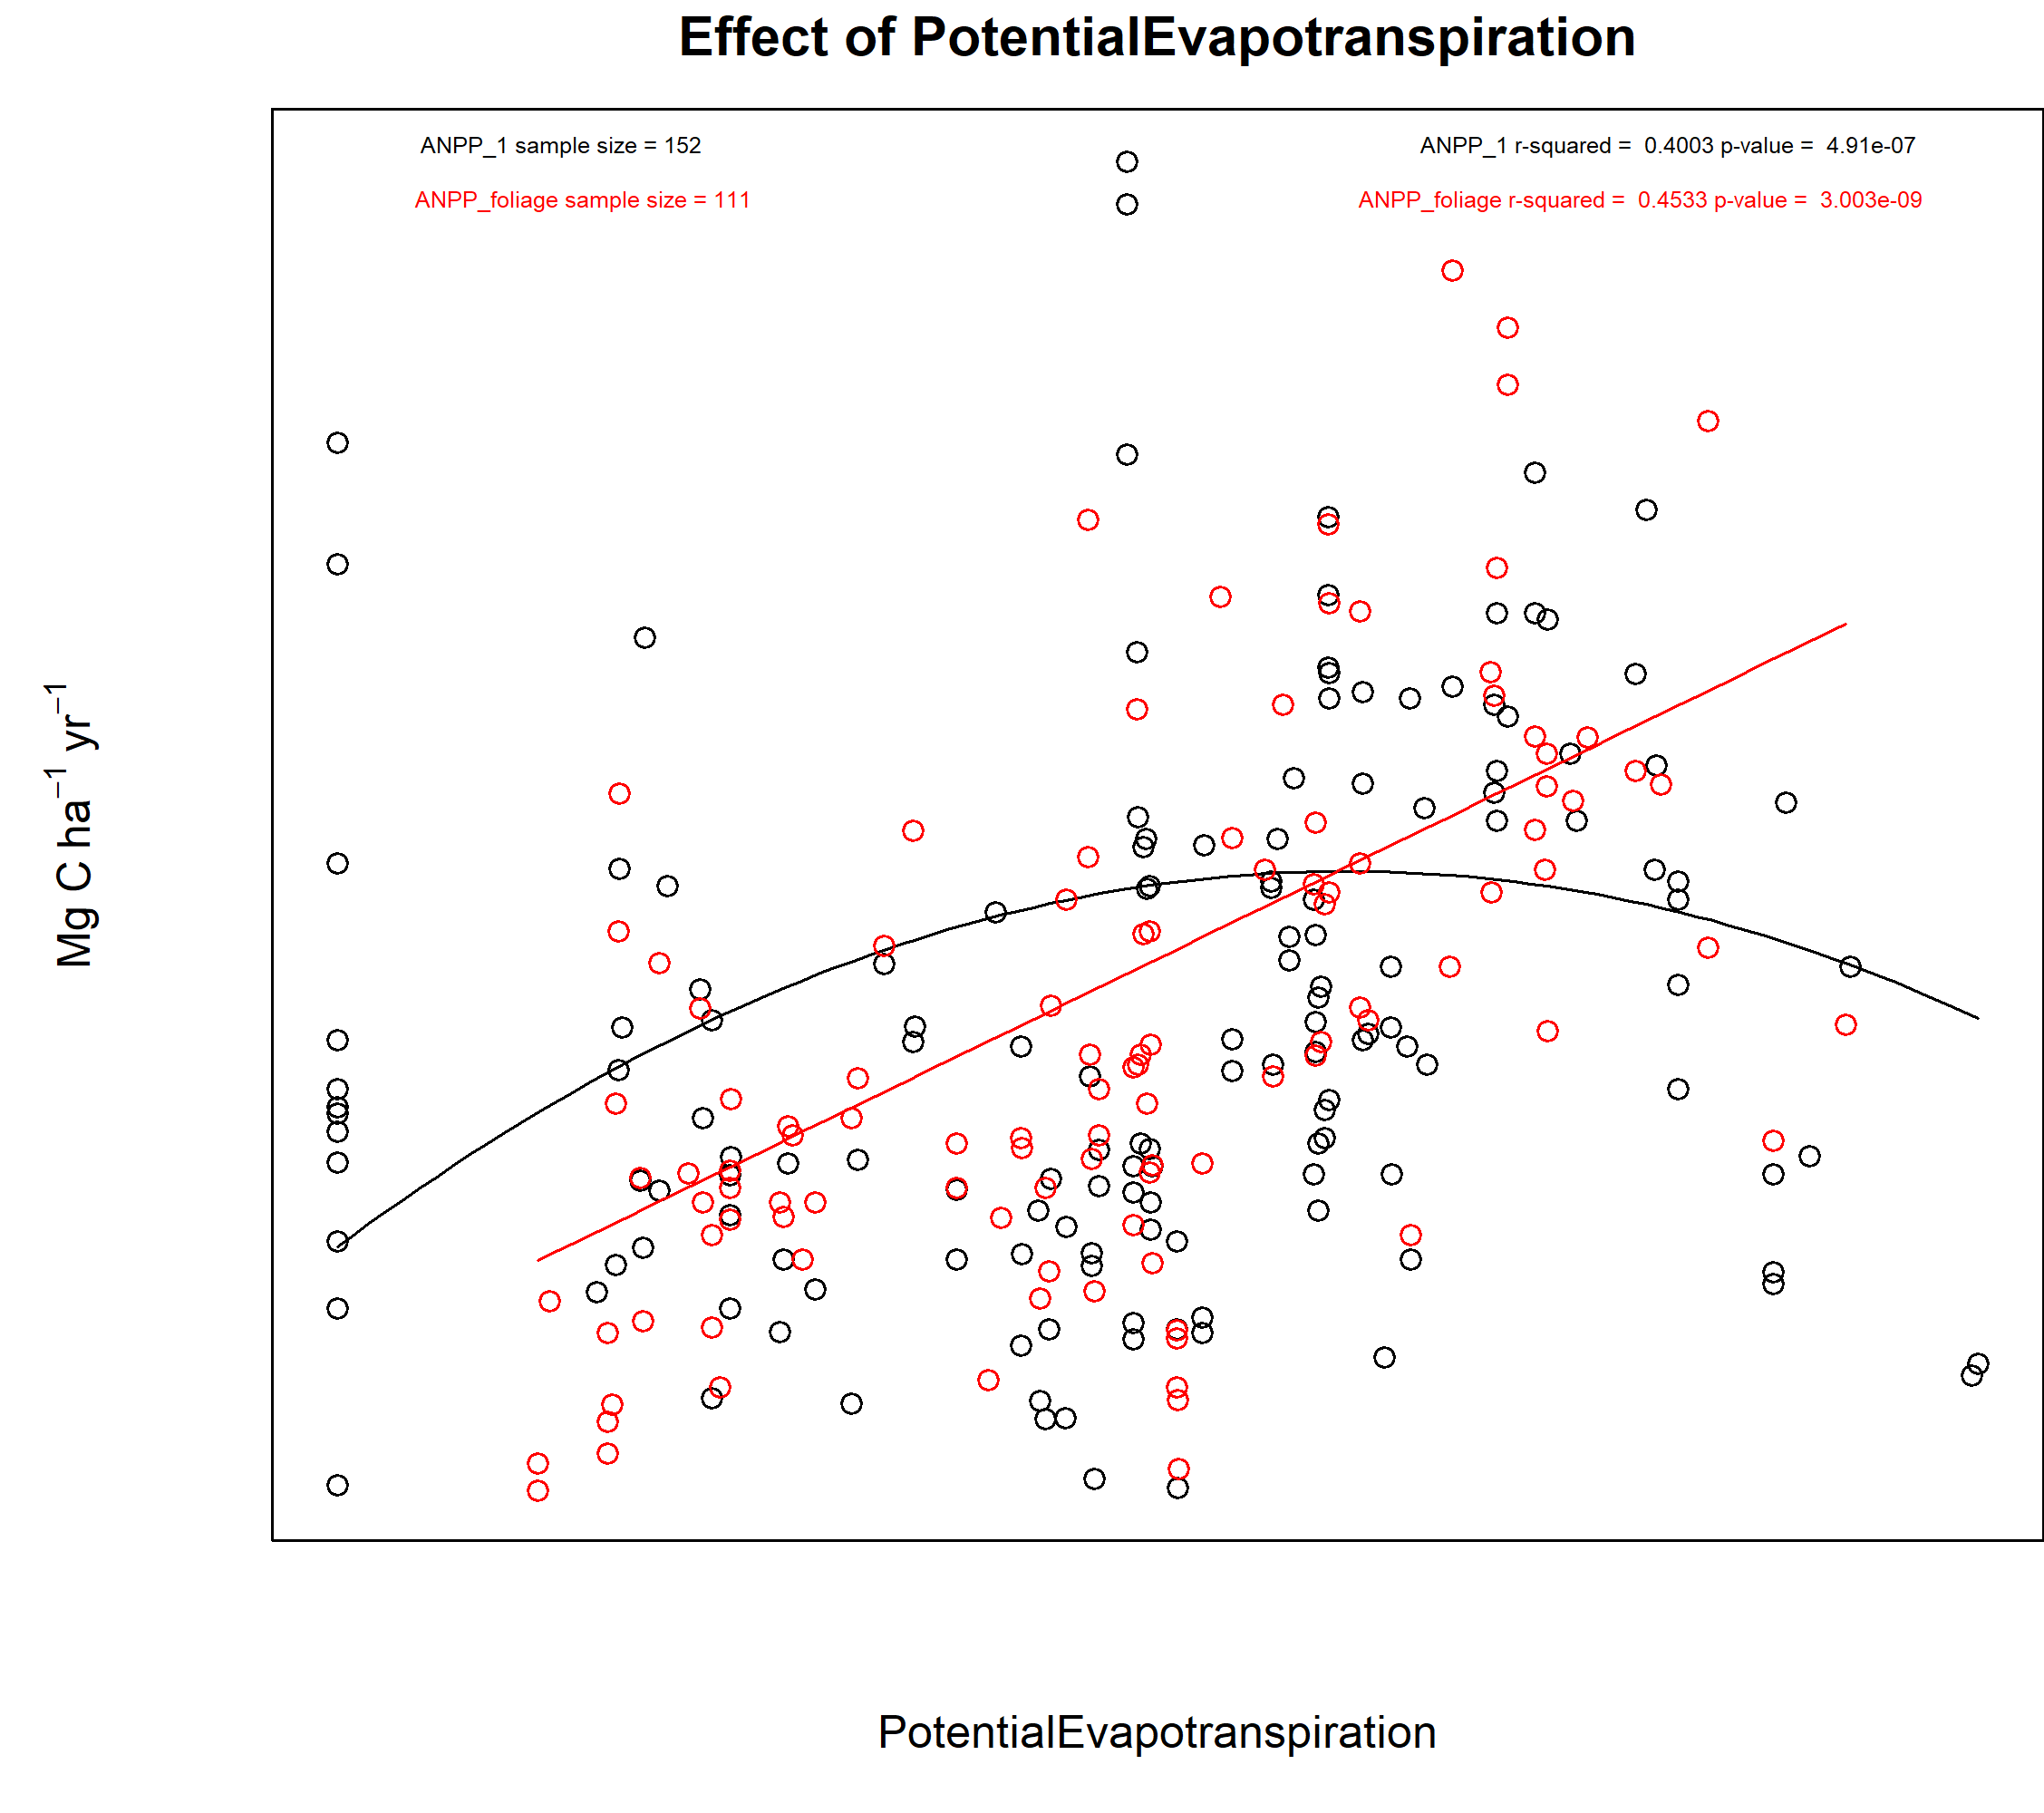 Effect of PotentialEvapotranspiration
ANPP_1 sample size = 152
ANPP_1 r-squared =  0.4003 p-value =  4.91e-07
ANPP_foliage sample size = 111
ANPP_foliage r-squared =  0.4533 p-value =  3.003e-09
Mg C ha⁻¹ yr⁻¹
PotentialEvapotranspiration